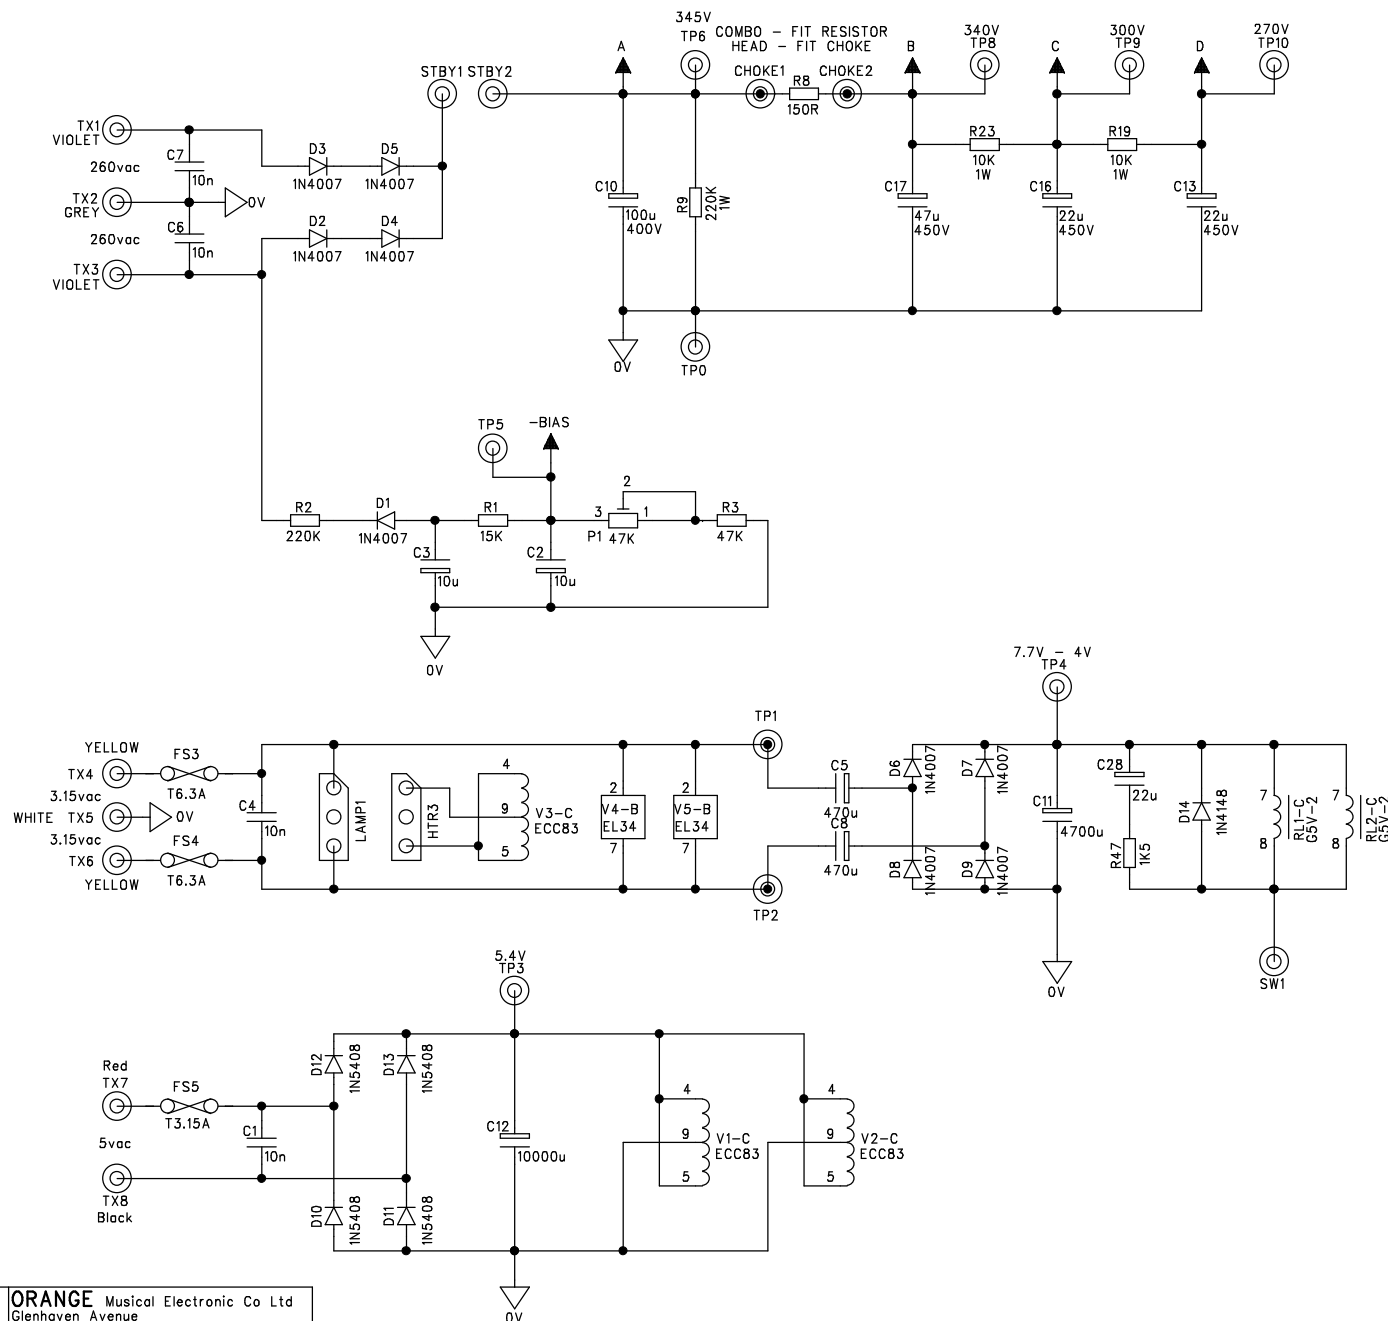 345V
TP6
COMBO – FIT RESISTOR
HEAD – FIT CHOKE
340V
TP8
300V
TP9
270V
TP10
A
B
C
D
STBY1
STBY2
CHOKE1
R8
150R
CHOKE2
TX1
VIOLET
C7
10n
260vac
D3
1N4007
D5
1N4007
R23
10K
1W
R19
10K
1W
TX2
GREY
0V
C10
100u
400V
R9
220K
1W
C17
47u
450V
C16
22u
450V
C13
22u
450V
260vac
C6
10n
D2
1N4007
D4
1N4007
TX3
VIOLET
0V
TP0
TP5
-BIAS
R2
220K
D1
1N4007
R1
15K
2
3
1
P1
47K
R3
47K
C3
10u
C2
10u
0V
7.7V – 4V
TP4
YELLOW
TX4
FS3
T6.3A
TP1
3.15vac
WHITE TX5
0V
3.15vac
C4
10n
TX6
YELLOW
FS4
T6.3A
LAMP1
HTR3
4
9
5
V3-C
ECC83
2
V4-B
EL34
7
2
V5-B
EL34
7
C5
470u
C8
470u
D6
1N4007
D7
1N4007
D8
1N4007
D9
1N4007
C11
4700u
C28
22u
R47
1K5
D14
1N4148
7
8
RL1-C
G5V-2
7
8
RL2-C
G5V-2
TP2
0V
SW1
5.4V
TP3
Red
TX7
FS5
T3.15A
5vac
C1
10n
TX8
Black
D12
1N5408
D13
1N5408
D10
1N5408
D11
1N5408
C12
10000u
4
9
5
V1-C
ECC83
4
9
5
V2-C
ECC83
0V
ORANGE Musical Electronic Co Ltd
Glenhaven Avenue